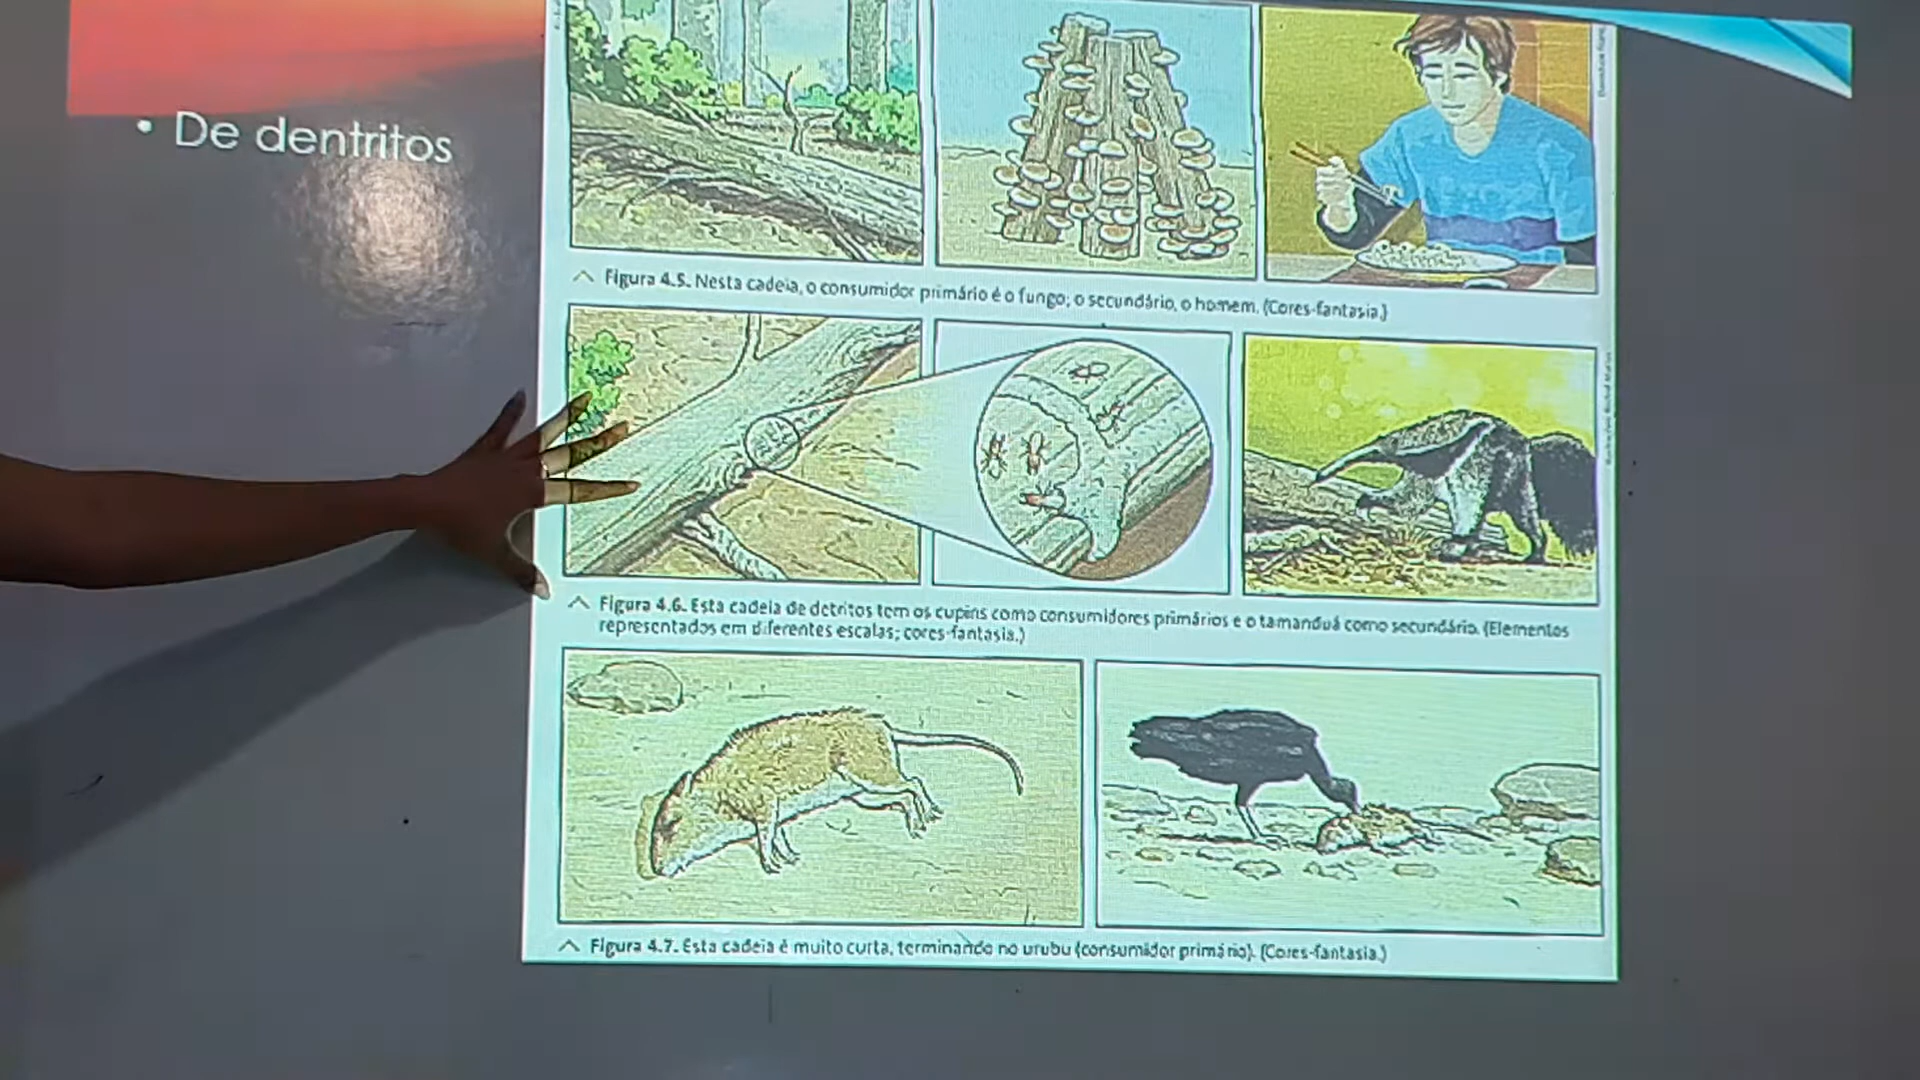 • De dentritos
Figura 4.5. Nesta cadeia, o consumidor primário é o fungo; o secundário, o homem. (Cores-fantasia.)
Figura 4.6. Esta cadeia de detritos tem os cupins como consumidores primários e o tamanduá como secundário. (Elementos
representados em diferentes escalas; cores-fantasia.)
Figura 4.7. Esta cadeia é muito curta, terminando no urubu (consumidor primário). (Cores-fantasia.)